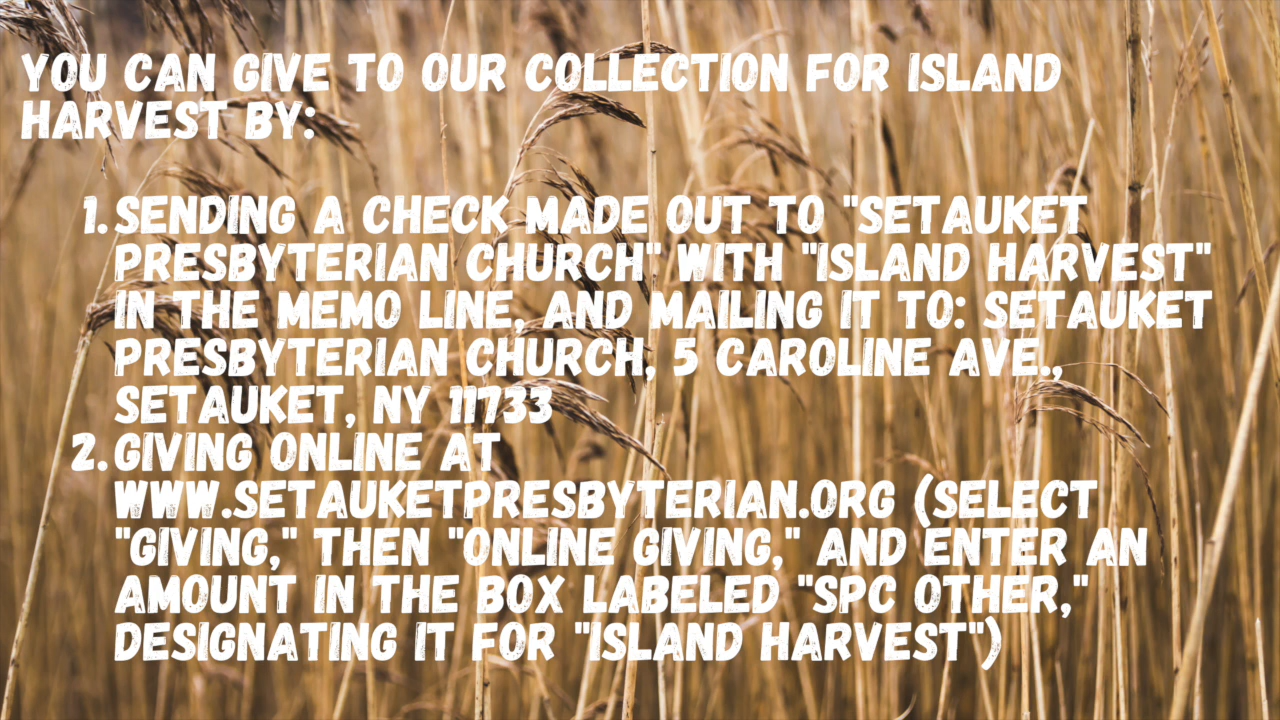 YOU CAN GIVE TO OUR COLLECTION FOR ISLAND
HARVEST BY:
1. SENDING A CHECK MADE OUT TO "SETAUKET
PRESBYTERIAN CHURCH" WITH "ISLAND HARVEST"
IN THE MEMO LINE, AND MAILING IT TO: SETAUKET
PRESBYTERIAN CHURCH, 5 CAROLINE AVE.,
SETAUKET, NY 11733
2. GIVING ONLINE AT
WWW.SETAUKETPRESBYTERIAN.ORG (SELECT
"GIVING," THEN "ONLINE GIVING," AND ENTER AN
AMOUNT IN THE BOX LABELED "SPC OTHER,"
DESIGNATING IT FOR "ISLAND HARVEST")